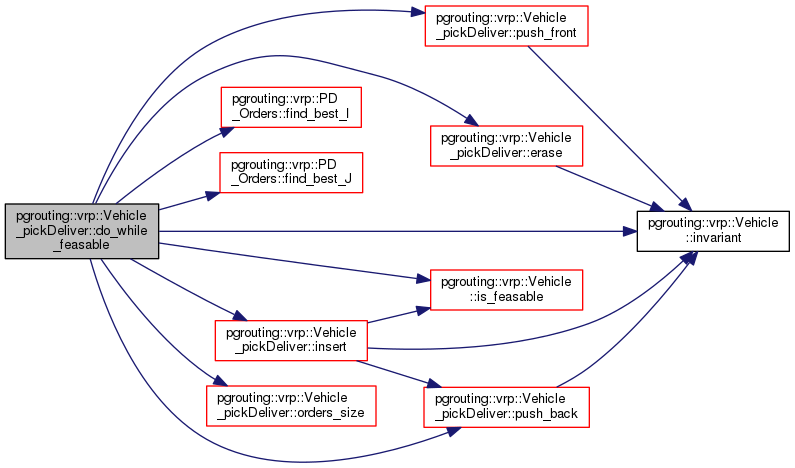 pgrouting::vrp::Vehicle
_pickDeliver::push_front
pgrouting::vrp::PD
_Orders::find_best_I
pgrouting::vrp::Vehicle
_pickDeliver::erase
pgrouting::vrp::PD
_Orders::find_best_J
pgrouting::vrp::Vehicle
_pickDeliver::do_while
_feasable
pgrouting::vrp::Vehicle
::invariant
pgrouting::vrp::Vehicle
::is_feasable
pgrouting::vrp::Vehicle
_pickDeliver::insert
pgrouting::vrp::Vehicle
_pickDeliver::orders_size
pgrouting::vrp::Vehicle
_pickDeliver::push_back